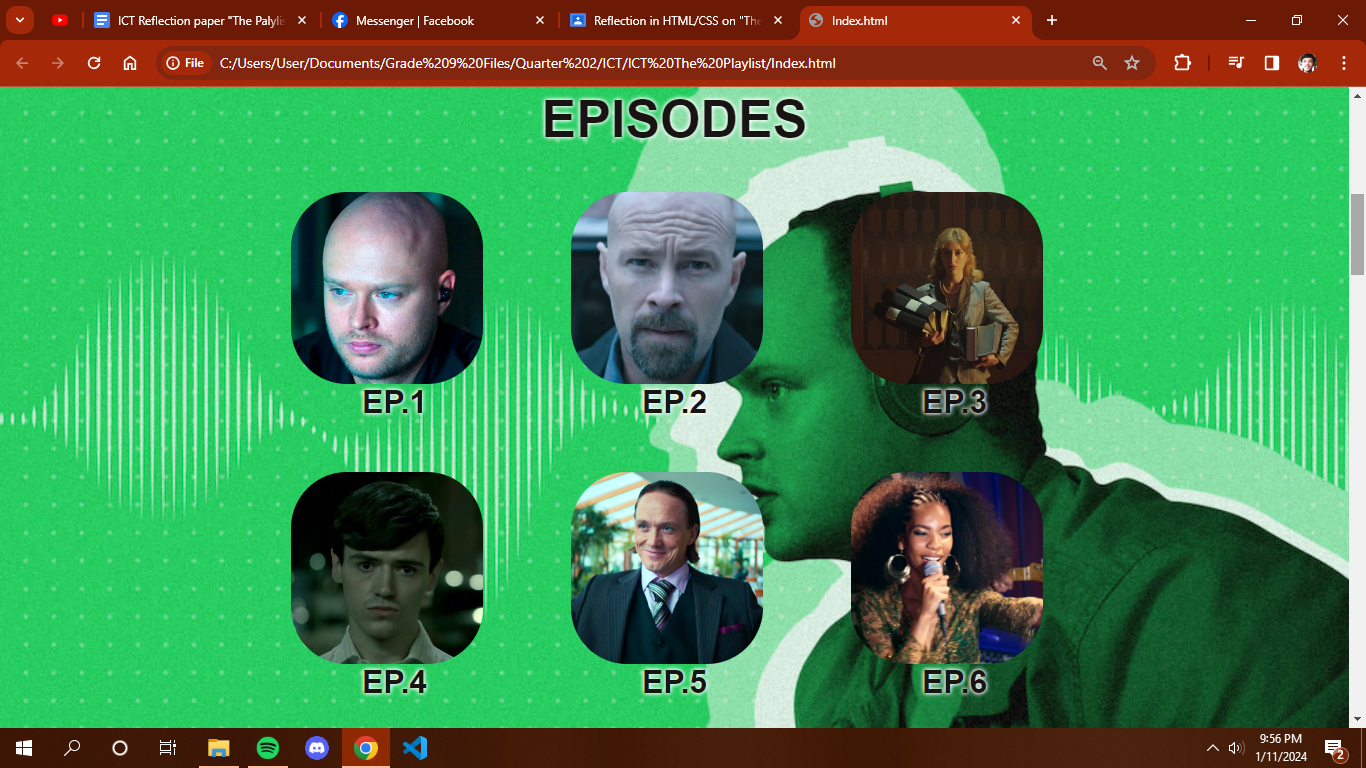 ICT Reflection paper "The Palylis
Messenger | Facebook
Reflection in HTML/CSS on "The
Index.html
File
C:/Users/User/Documents/Grade%209%20Files/Quarter%202/ICT/ICT%20The%20Playlist/Index.html
EPISODES
EP.1
EP.2
EP.3
EP.4
EP.5
EP.6
9:56 PM
1/11/2024
2